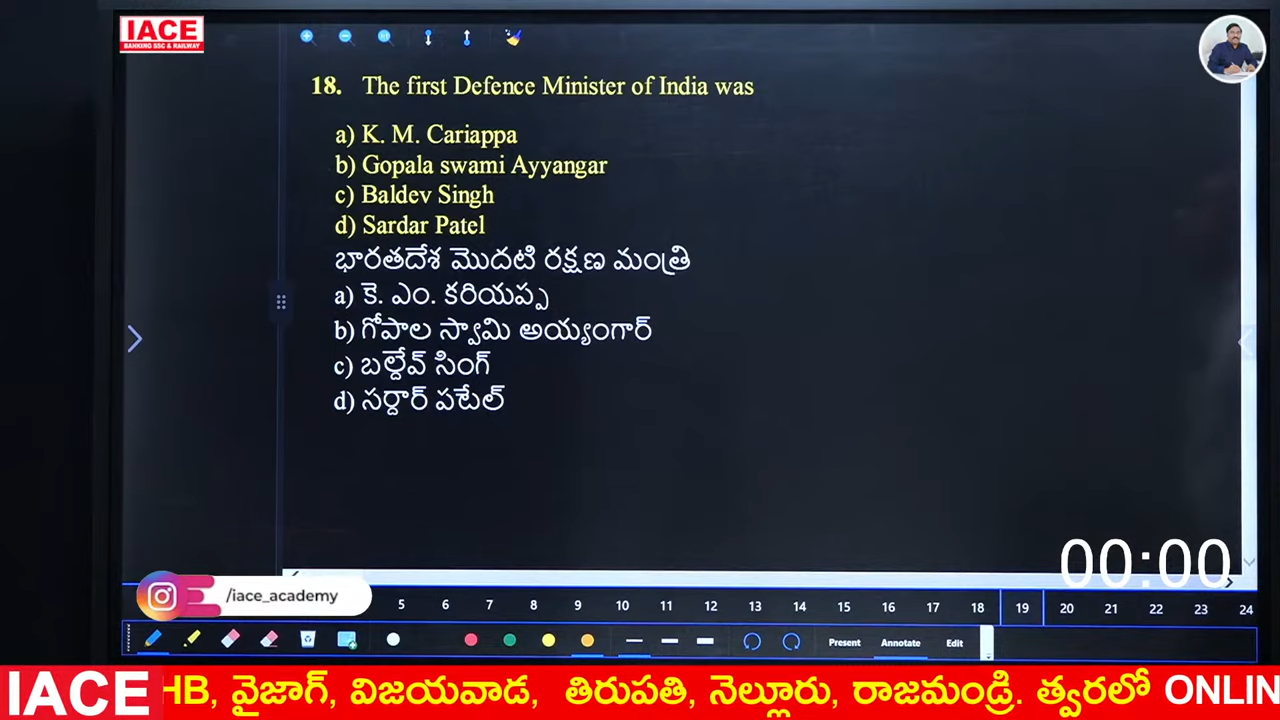 IACE
BANKING SSC & RAILWAY
18. The first Defence Minister of India was
a) K. M. Cariappa
b) Gopala swami Ayyangar
c) Baldev Singh
d) Sardar Patel
భారతదేశ మొదటి రక్షణ మంత్రి
a) కె. ఎం. కరియప్ప
b) గోపాల స్వామి అయ్యంగార్
c) బల్దేవ్ సింగ్
d) సర్దార్ పటేల్
00:00
/iace_academy
5 6 7 8 9 10 11 12 13 14 15 16 17 18 19 20 21 22 23 24
Present Annotate Edit
IACE HB, వైజాగ్, విజయవాడ, తిరుపతి, నెల్లూరు, రాజమండ్రి. త్వరలో ONLIN